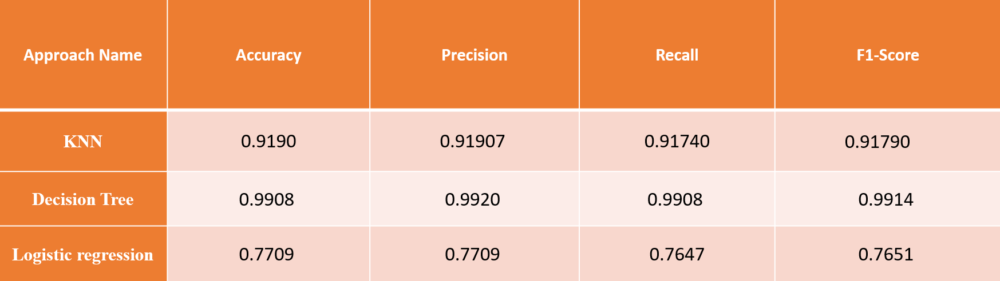 Approach Name Accuracy Precision Recall F1-Score
KNN 0.9190 0.91907 0.91740 0.91790
Decision Tree 0.9908 0.9920 0.9908 0.9914
Logistic regression 0.7709 0.7709 0.7647 0.7651